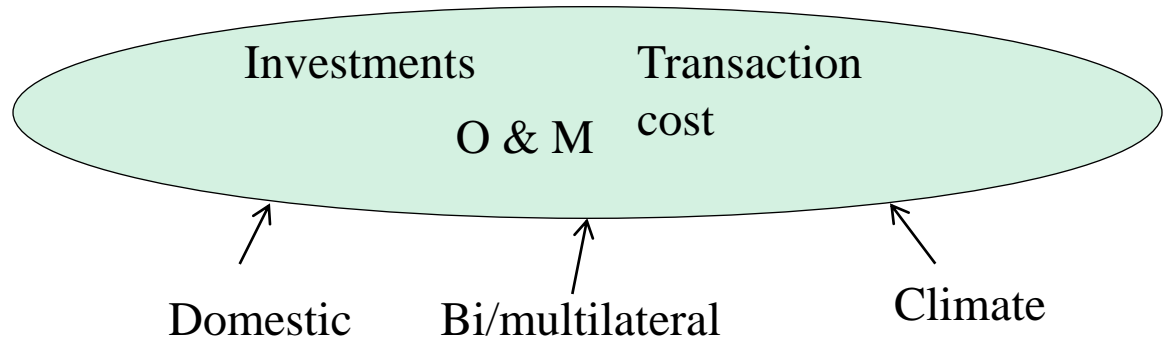 Investments
Transaction
cost
O & M
Domestic
Bi/multilateral
Climate